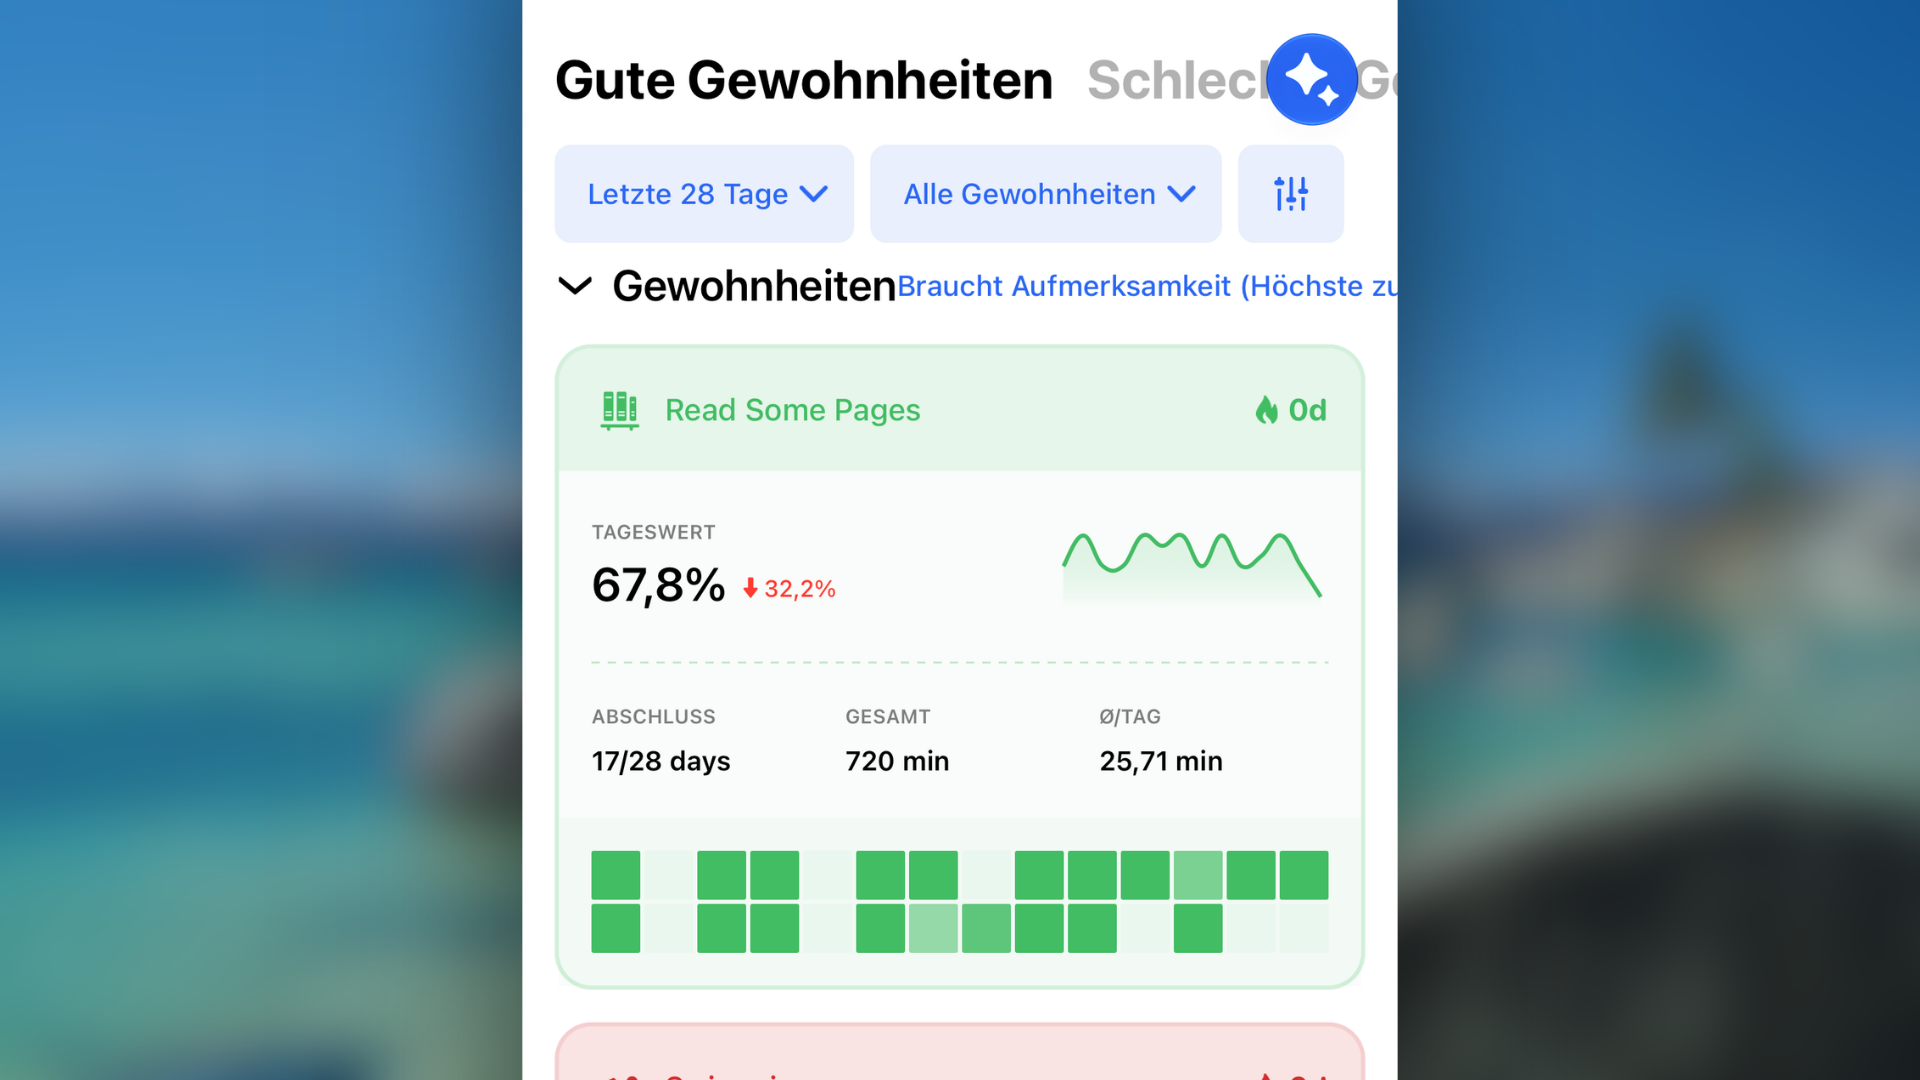 Gute Gewohnheiten
Letzte 28 Tage
Alle Gewohnheiten
Gewohnheiten
Braucht Aufmerksamkeit (Höchste zu
Read Some Pages
0d
TAGESWERT
67,8%
32,2%
ABSCHLUSS
GESAMT
Ø/TAG
17/28 days
720 min
25,71 min